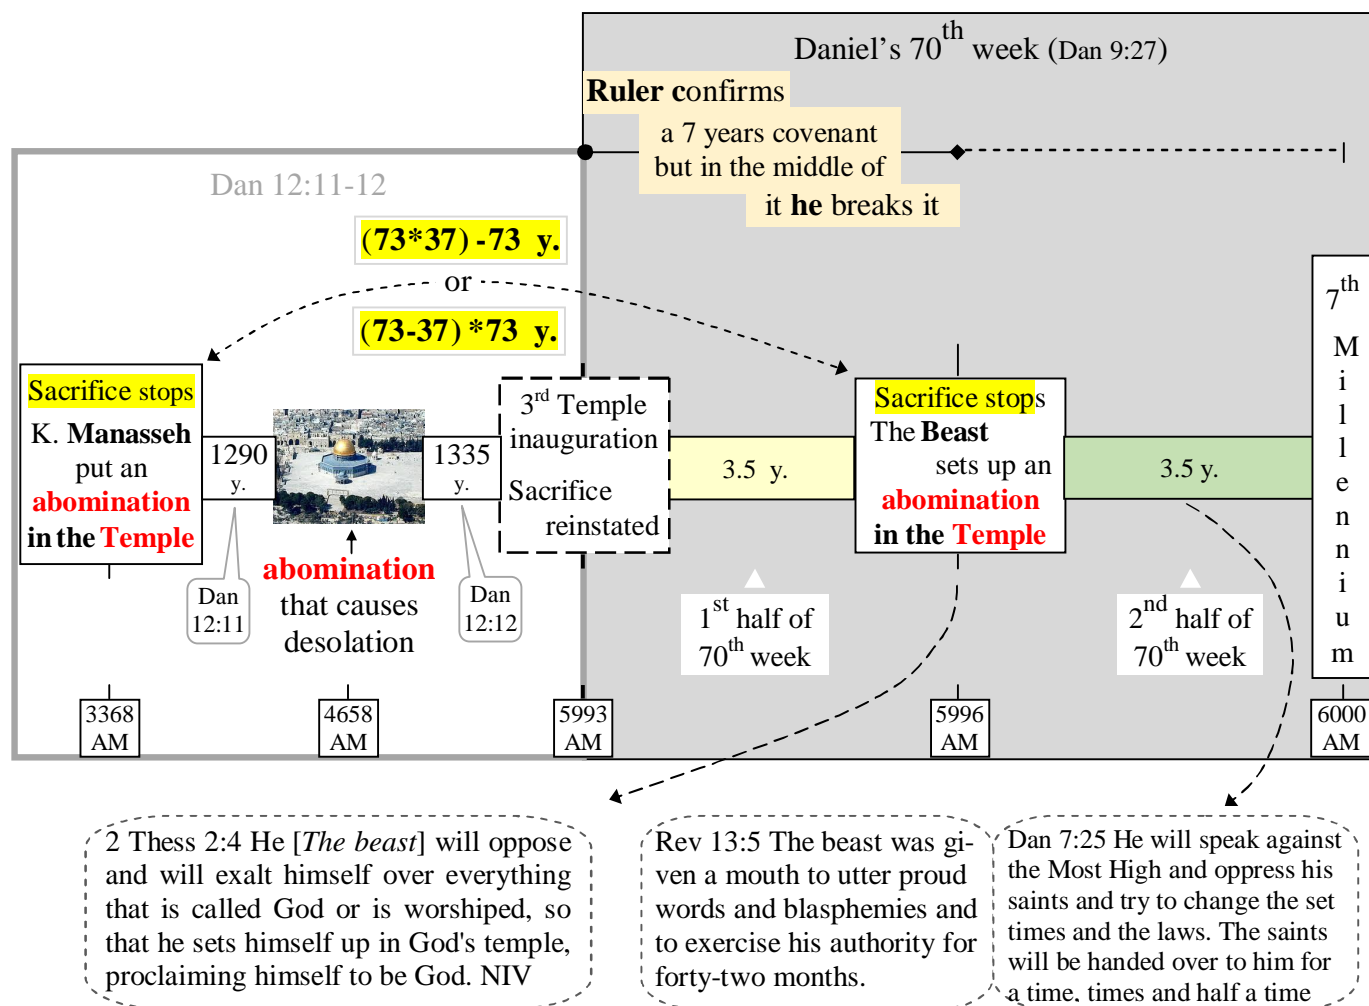 Daniel's 70th week (Dan 9:27)
Ruler confirms
a 7 years covenant
but in the middle of
it he breaks it
Dan 12:11-12
(73*37) -73 y.
or
(73-37) *73 y.
Sacrifice stops
K. Manasseh
put an
abomination
in the Temple
1290
y.
1335
y.
3rd Temple
inauguration
Sacrifice
reinstated
3.5 y.
Sacrifice stops
The Beast
sets up an
abomination
in the Temple
3.5 y.
7th
M
i
l
l
e
n
n
i
u
m
Dan
12:11
abomination
that causes
desolation
Dan
12:12
1st half of
70th week
2nd half of
70th week
3368
AM
4658
AM
5993
AM
5996
AM
6000
AM
2 Thess 2:4 He [The beast] will oppose
and will exalt himself over everything
that is called God or is worshiped, so
that he sets himself up in God's temple,
proclaiming himself to be God. NIV
Rev 13:5 The beast was gi-
ven a mouth to utter proud
words and blasphemies and
to exercise his authority for
forty-two months.
Dan 7:25 He will speak against
the Most High and oppress his
saints and try to change the set
times and the laws. The saints
will be handed over to him for
a time, times and half a time